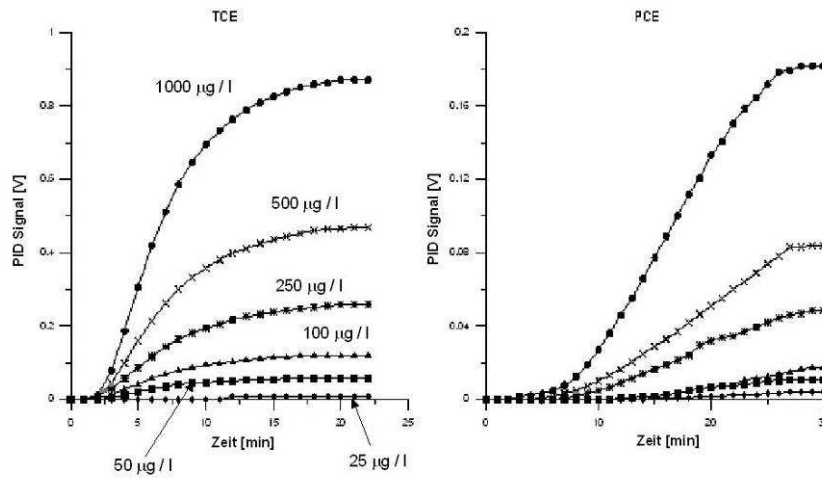 TCE
1
0.8
0.6
0.4
0.2
0
PID Signal [V]
1000 µg / l
500 µg / l
250 µg / l
100 µg / l
50 µg / l
25 µg / l
0
5
10
15
20
25
Zeit [min]
PCE
0.2
0.16
0.12
0.08
0.04
0
PID Signal [V]
0
10
20
Zeit [min]